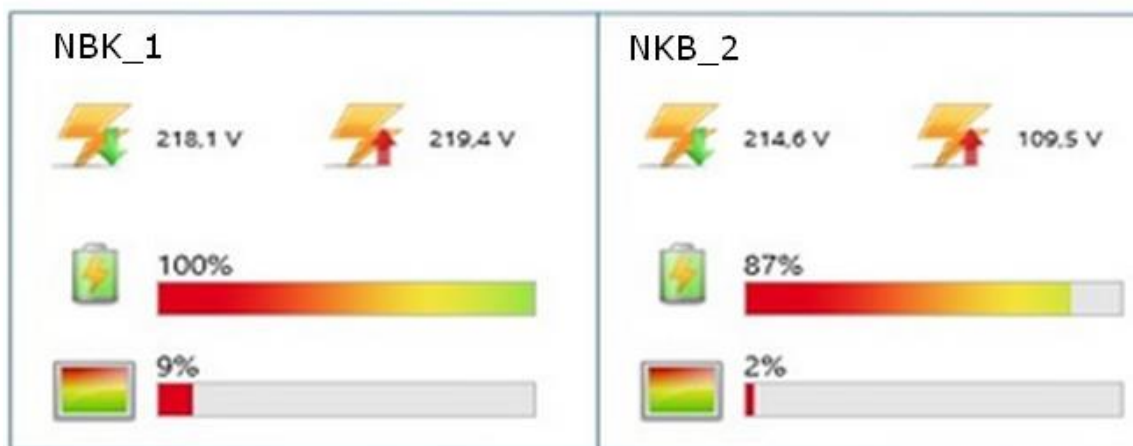 NBK_1
218,1 V 219,4 V
100%
9%
NKB_2
214,6 V 109,5 V
87%
2%